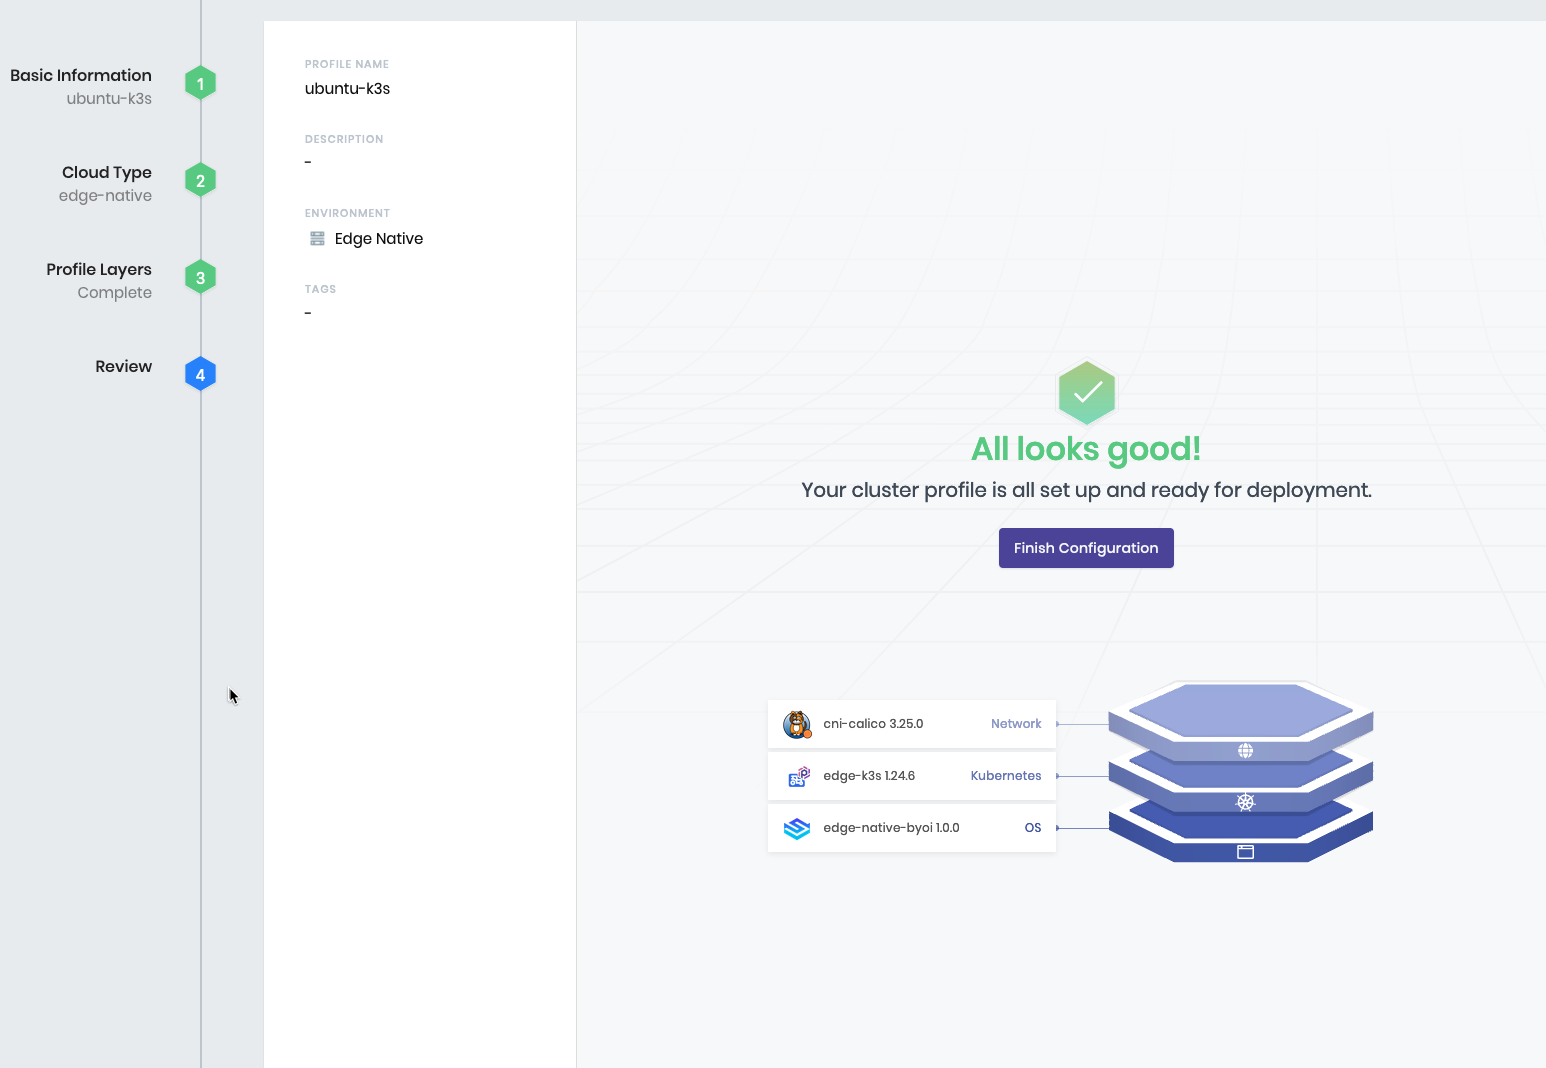 Basic Information
ubuntu-k3s
1
Cloud Type
edge-native
2
Profile Layers
Complete
3
Review
4
PROFILE NAME
ubuntu-k3s
DESCRIPTION
-
ENVIRONMENT
Edge Native
TAGS
-
All looks good!
Your cluster profile is all set up and ready for deployment.
Finish Configuration
cni-calico 3.25.0 Network
edge-k3s 1.24.6 Kubernetes
edge-native-byoi 1.0.0 OS